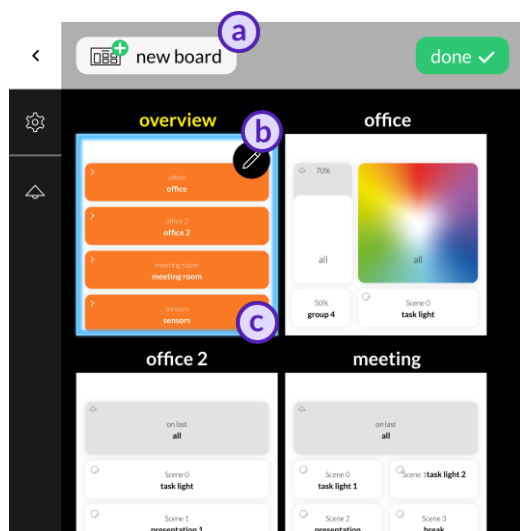 a
new board
done
overview
office
b
office
office
office 2
office 2
meeting room
meeting room
sensors
sensors
c
70%
all
all
50%
group 4
Scene 0
task light
office 2
meeting
on last
all
Scene 0
task light
Scene 1
presentation 1
on last
all
Scene 0
task light 1
Scene 1 task light 2
Scene 2
presentation
Scene 3
break